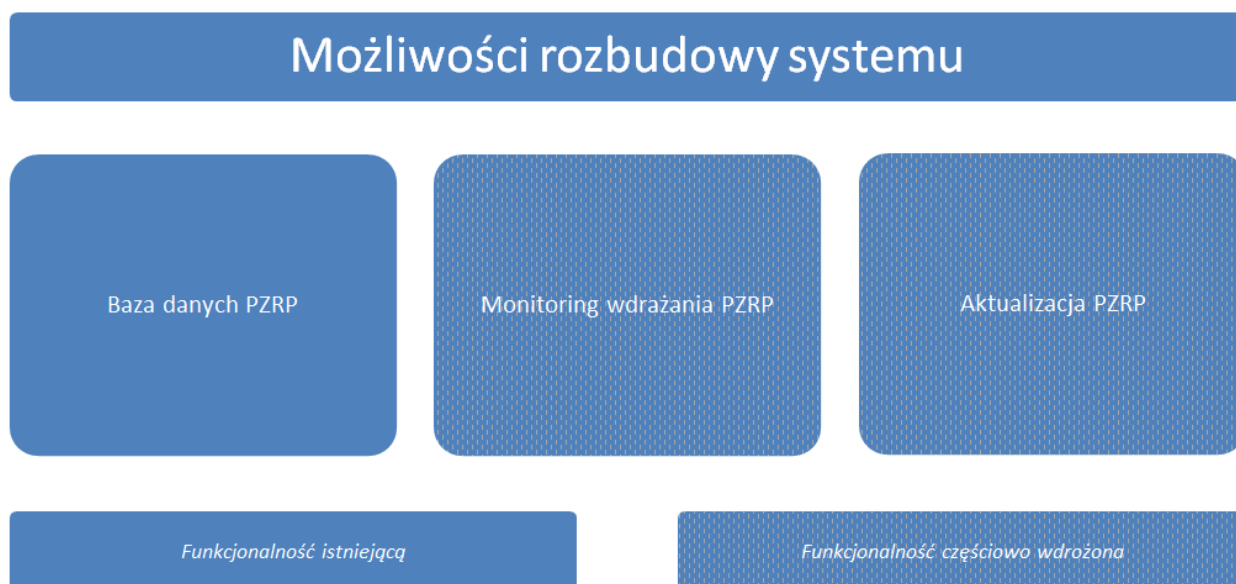 Możliwości rozbudowy systemu
Baza danych PZRP
Monitoring wdrażania PZRP
Aktualizacja PZRP
Funkcjonalność istniejącą
Funkcjonalność częściowo wdrożona